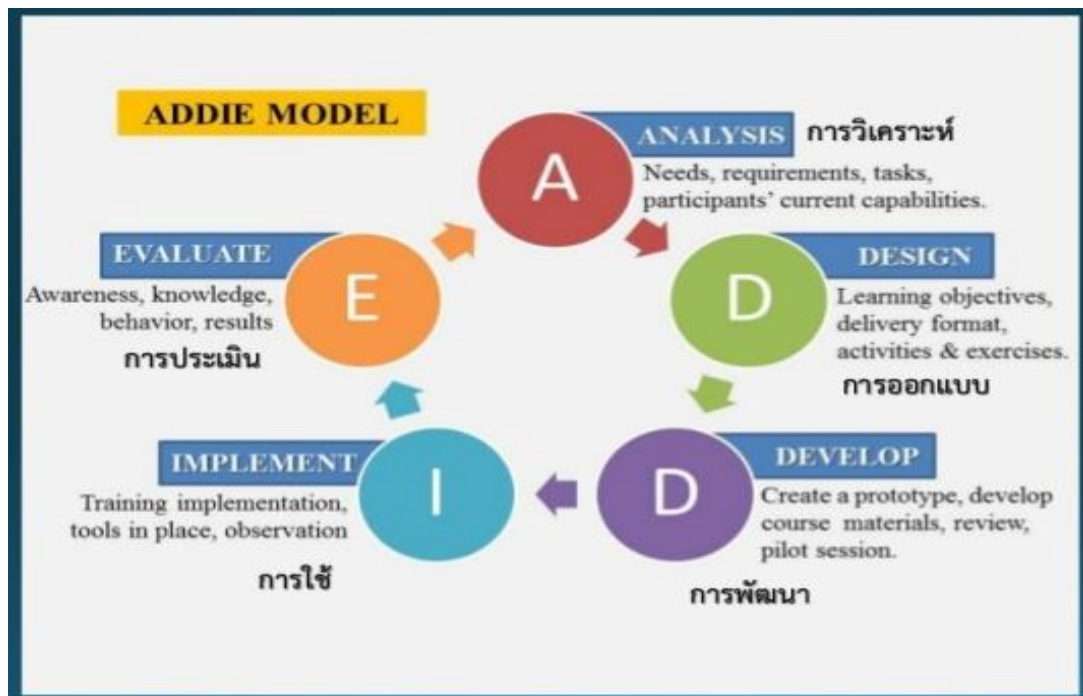 ADDIE MODEL
A
ANALYSIS การวิเคราะห์
Needs, requirements, tasks,
participants’ current capabilities.
D
DESIGN
Learning objectives,
delivery format,
activities & exercises.
การออกแบบ
D
DEVELOP
Create a prototype, develop
course materials, review,
pilot session.
การพัฒนา
I
IMPLEMENT
Training implementation,
tools in place, observation
การใช้
E
EVALUATE
Awareness, knowledge,
behavior, results
การประเมิน